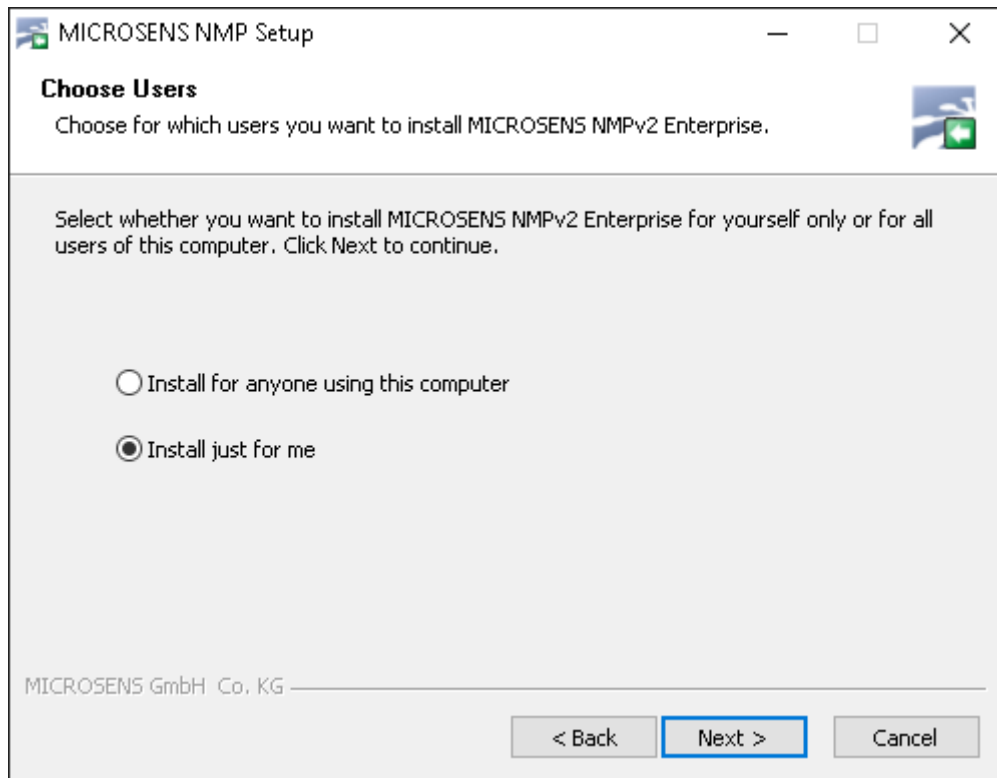 MICROSENS NMP Setup
Choose Users
Choose for which users you want to install MICROSENS NMPv2 Enterprise.
Select whether you want to install MICROSENS NMPv2 Enterprise for yourself only or for all
users of this computer. Click Next to continue.
Install for anyone using this computer
Install just for me
MICROSENS GmbH Co. KG
< Back Next > Cancel